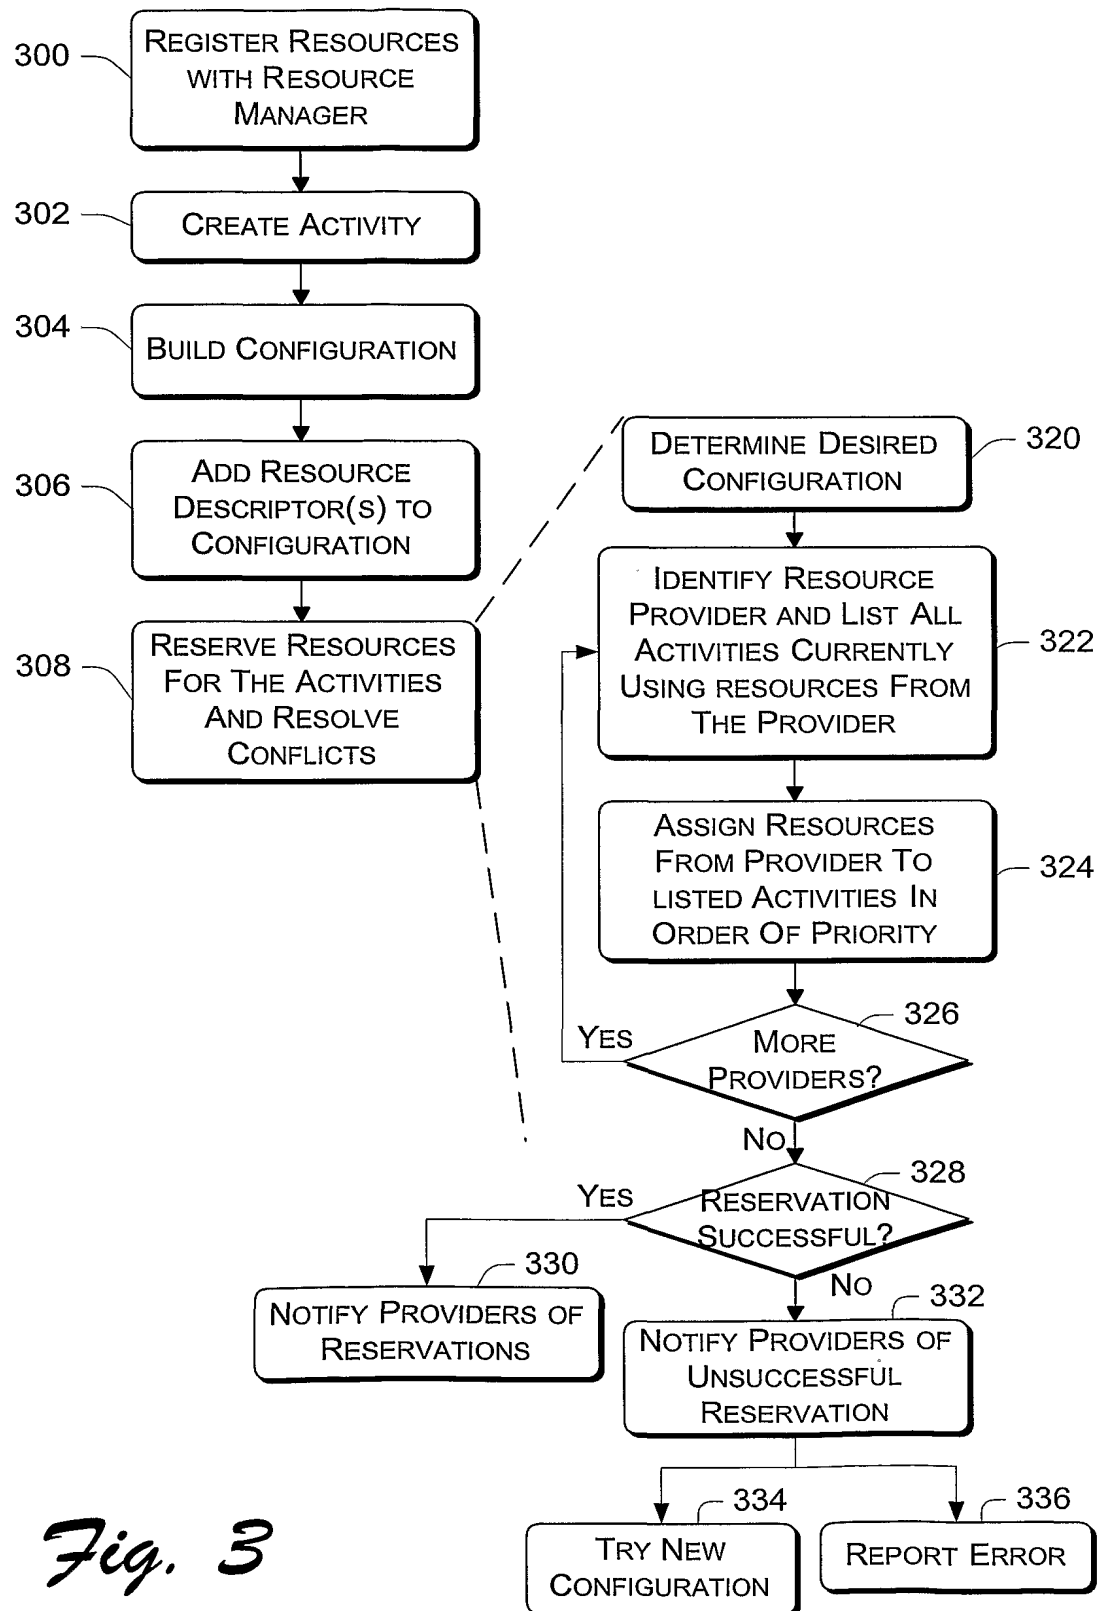 300
REGISTER RESOURCES
WITH RESOURCE
MANAGER
302
CREATE ACTIVITY
304
BUILD CONFIGURATION
306
ADD RESOURCE
DESCRIPTOR(S) TO
CONFIGURATION
308
RESERVE RESOURCES
FOR THE ACTIVITIES
AND RESOLVE
CONFLICTS
DETERMINE DESIRED
CONFIGURATION
320
IDENTIFY RESOURCE
PROVIDER AND LIST ALL
ACTIVITIES CURRENTLY
USING RESOURCES FROM
THE PROVIDER
322
ASSIGN RESOURCES
FROM PROVIDER TO
LISTED ACTIVITIES IN
ORDER OF PRIORITY
324
326
YES
MORE
PROVIDERS?
NO
328
YES
RESERVATION
SUCCESSFUL?
NO
330
NOTIFY PROVIDERS OF
RESERVATIONS
332
NOTIFY PROVIDERS OF
UNSUCCESSFUL
RESERVATION
334
TRY NEW
CONFIGURATION
336
REPORT ERROR
Fig. 3